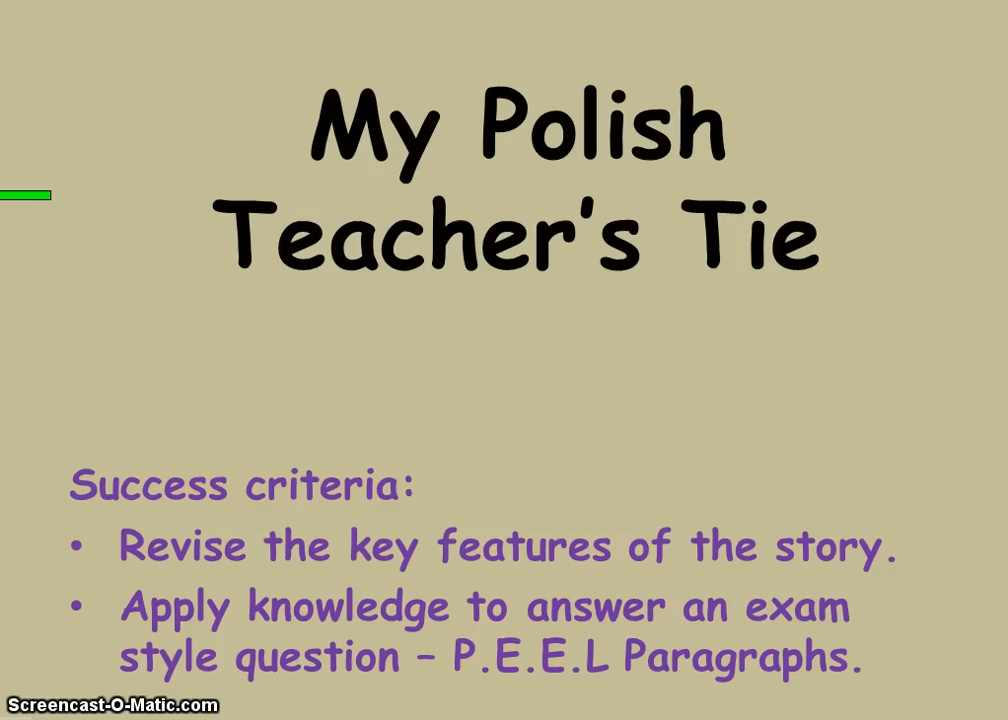 My Polish
Teacher's Tie
Success criteria:
• Revise the key features of the story.
• Apply knowledge to answer an exam
style question – P.E.E.L Paragraphs.
Screencast-O-Matic.com